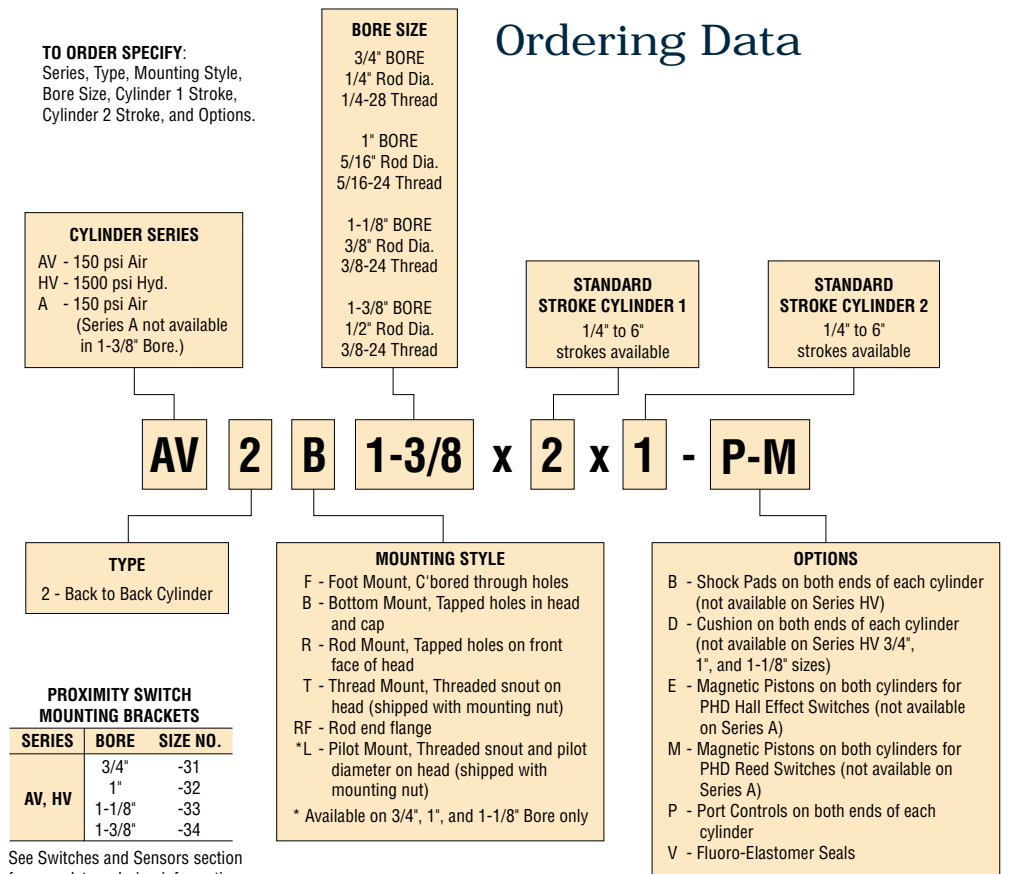 Ordering Data
TO ORDER SPECIFY:
Series, Type, Mounting Style,
Bore Size, Cylinder 1 Stroke,
Cylinder 2 Stroke, and Options.
BORE SIZE
3/4" BORE
1/4" Rod Dia.
1/4-28 Thread
1" BORE
5/16" Rod Dia.
5/16-24 Thread
1-1/8" BORE
3/8" Rod Dia.
3/8-24 Thread
1-3/8" BORE
1/2" Rod Dia.
3/8-24 Thread
CYLINDER SERIES
AV - 150 psi Air
HV - 1500 psi Hyd.
A - 150 psi Air
(Series A not available
in 1-3/8" Bore.)
STANDARD
STROKE CYLINDER 1
1/4" to 6"
strokes available
STANDARD
STROKE CYLINDER 2
1/4" to 6"
strokes available
AV 2 B 1-3/8 x 2 x 1 - P-M
TYPE
2 - Back to Back Cylinder
MOUNTING STYLE
F - Foot Mount, C'bored through holes
B - Bottom Mount, Tapped holes in head
and cap
R - Rod Mount, Tapped holes on front
face of head
T - Thread Mount, Threaded snout on
head (shipped with mounting nut)
RF - Rod end flange
*L - Pilot Mount, Threaded snout and pilot
diameter on head (shipped with
mounting nut)
* Available on 3/4", 1", and 1-1/8" Bore only
OPTIONS
B - Shock Pads on both ends of each cylinder
(not available on Series HV)
D - Cushion on both ends of each cylinder
(not available on Series HV 3/4",
1", and 1-1/8" sizes)
E - Magnetic Pistons on both cylinders for
PHD Hall Effect Switches (not available
on Series A)
M - Magnetic Pistons on both cylinders for
PHD Reed Switches (not available on
Series A)
P - Port Controls on both ends of each
cylinder
V - Fluoro-Elastomer Seals
PROXIMITY SWITCH
MOUNTING BRACKETS
SERIES BORE SIZE NO.
AV, HV
3/4" -31
1" -32
1-1/8" -33
1-3/8" -34
See Switches and Sensors section